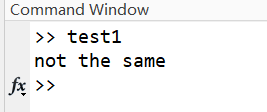 Command Window
>> test1
not the same
fx >>